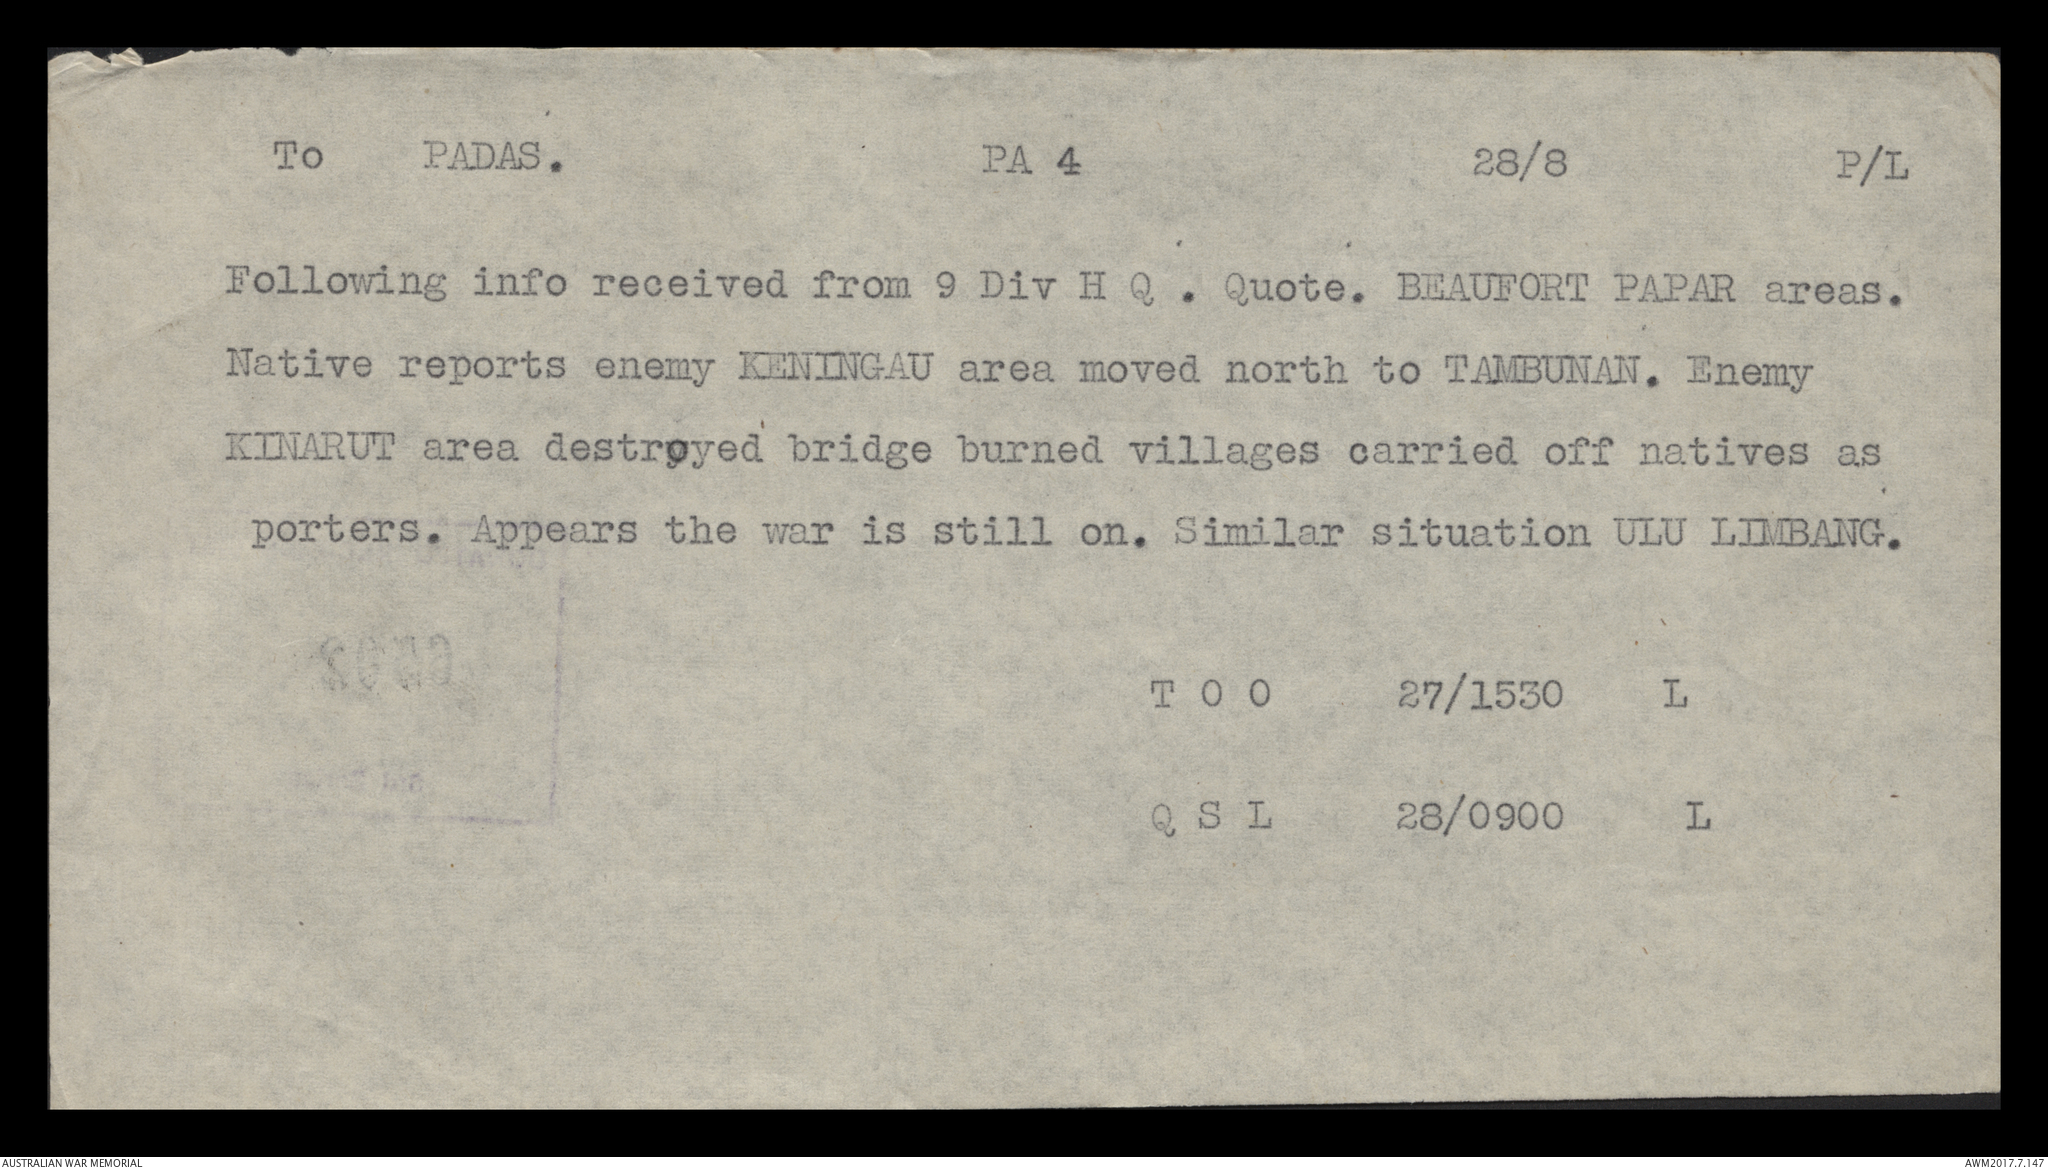 To PADAS. PA 4 28/8 P/L
Following info received from 9 Div H Q . Quote. BEAUFORT PAPAR areas.
Native reports enemy KENINGAU area moved north to TAMBUNAN. Enemy
KINARUT area destroyed bridge burned villages carried off natives as
porters. Appears the war is still on. Similar situation ULU LIMBANG.
T O O 27/1530 L
Q S L 28/0900 L
AUSTRALIAN WAR MEMORIAL AWM2017.7.147